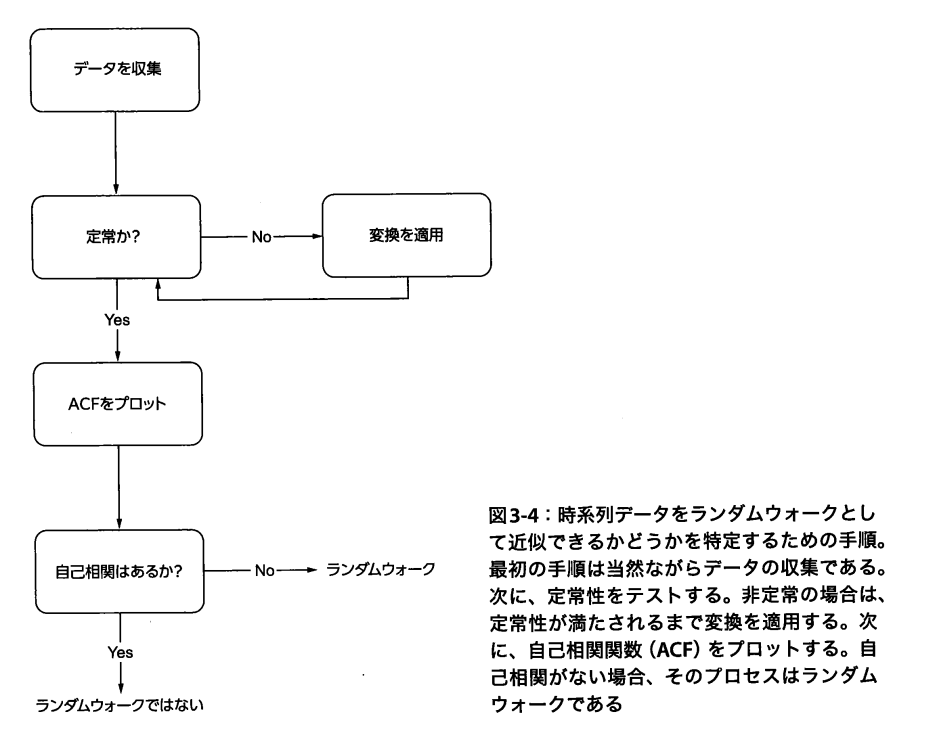 データを収集
定常か?
No
変換を適用
Yes
ACFをプロット
自己相関はあるか?
No
ランダムウォーク
Yes
ランダムウォークではない
図3-4：時系列データをランダムウォークとし
て近似できるかどうかを特定するための手順。
最初の手順は当然ながらデータの収集である。
次に、定常性をテストする。非定常の場合は、
定常性が満たされるまで変換を適用する。次
に、自己相関関数（ACF）をプロットする。自
己相関がない場合、そのプロセスはランダム
ウォークである